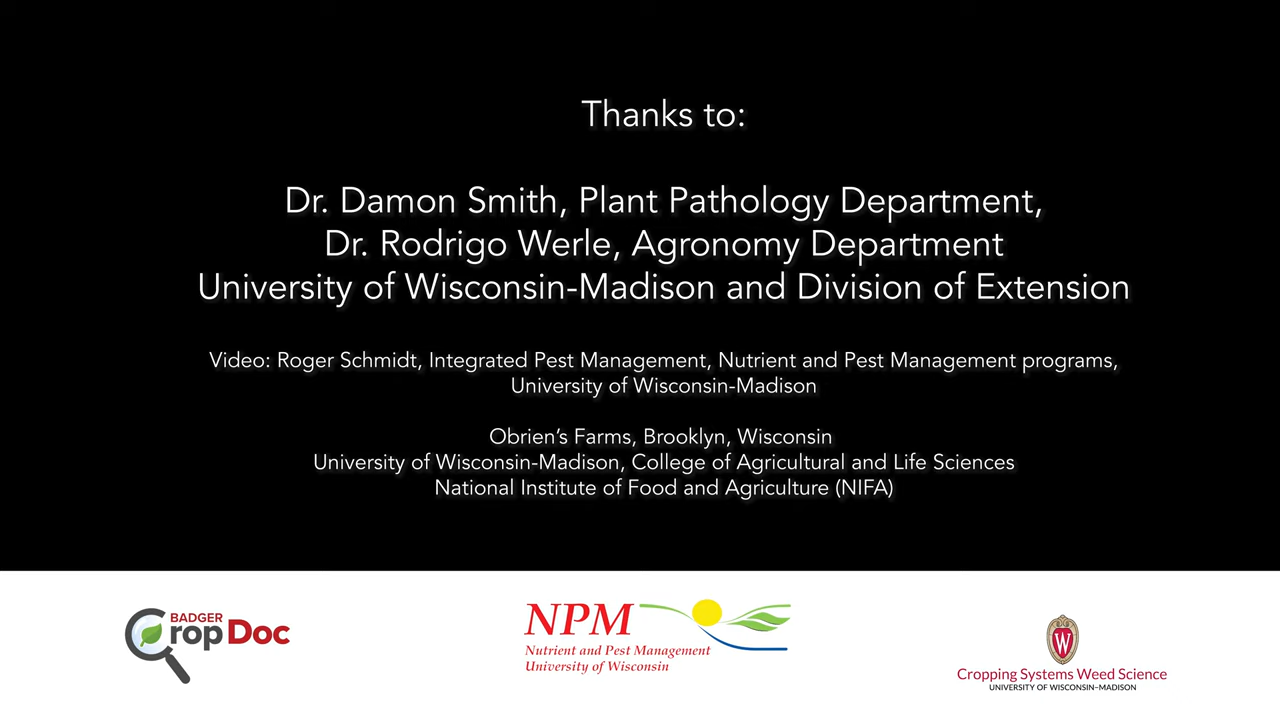 Thanks to:
Dr. Damon Smith, Plant Pathology Department,
Dr. Rodrigo Werle, Agronomy Department
University of Wisconsin-Madison and Division of Extension
Video: Roger Schmidt, Integrated Pest Management, Nutrient and Pest Management programs,
University of Wisconsin-Madison
Obrien’s Farms, Brooklyn, Wisconsin
University of Wisconsin-Madison, College of Agricultural and Life Sciences
National Institute of Food and Agriculture (NIFA)
BADGER
CropDoc
NPM
Nutrient and Pest Management
University of Wisconsin
W
Cropping Systems Weed Science
UNIVERSITY OF WISCONSIN–MADISON